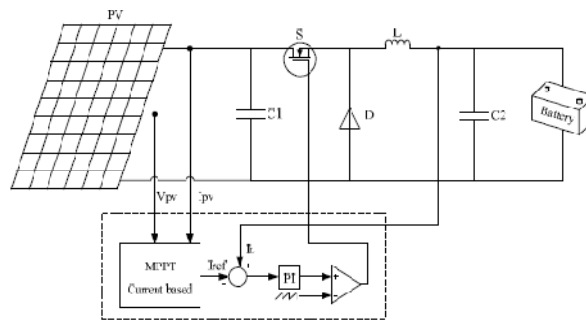 PV
S
L
C1
D
C2
Battery
Vpv
Ipv
MPPT
Current based
Iref
IL
PI